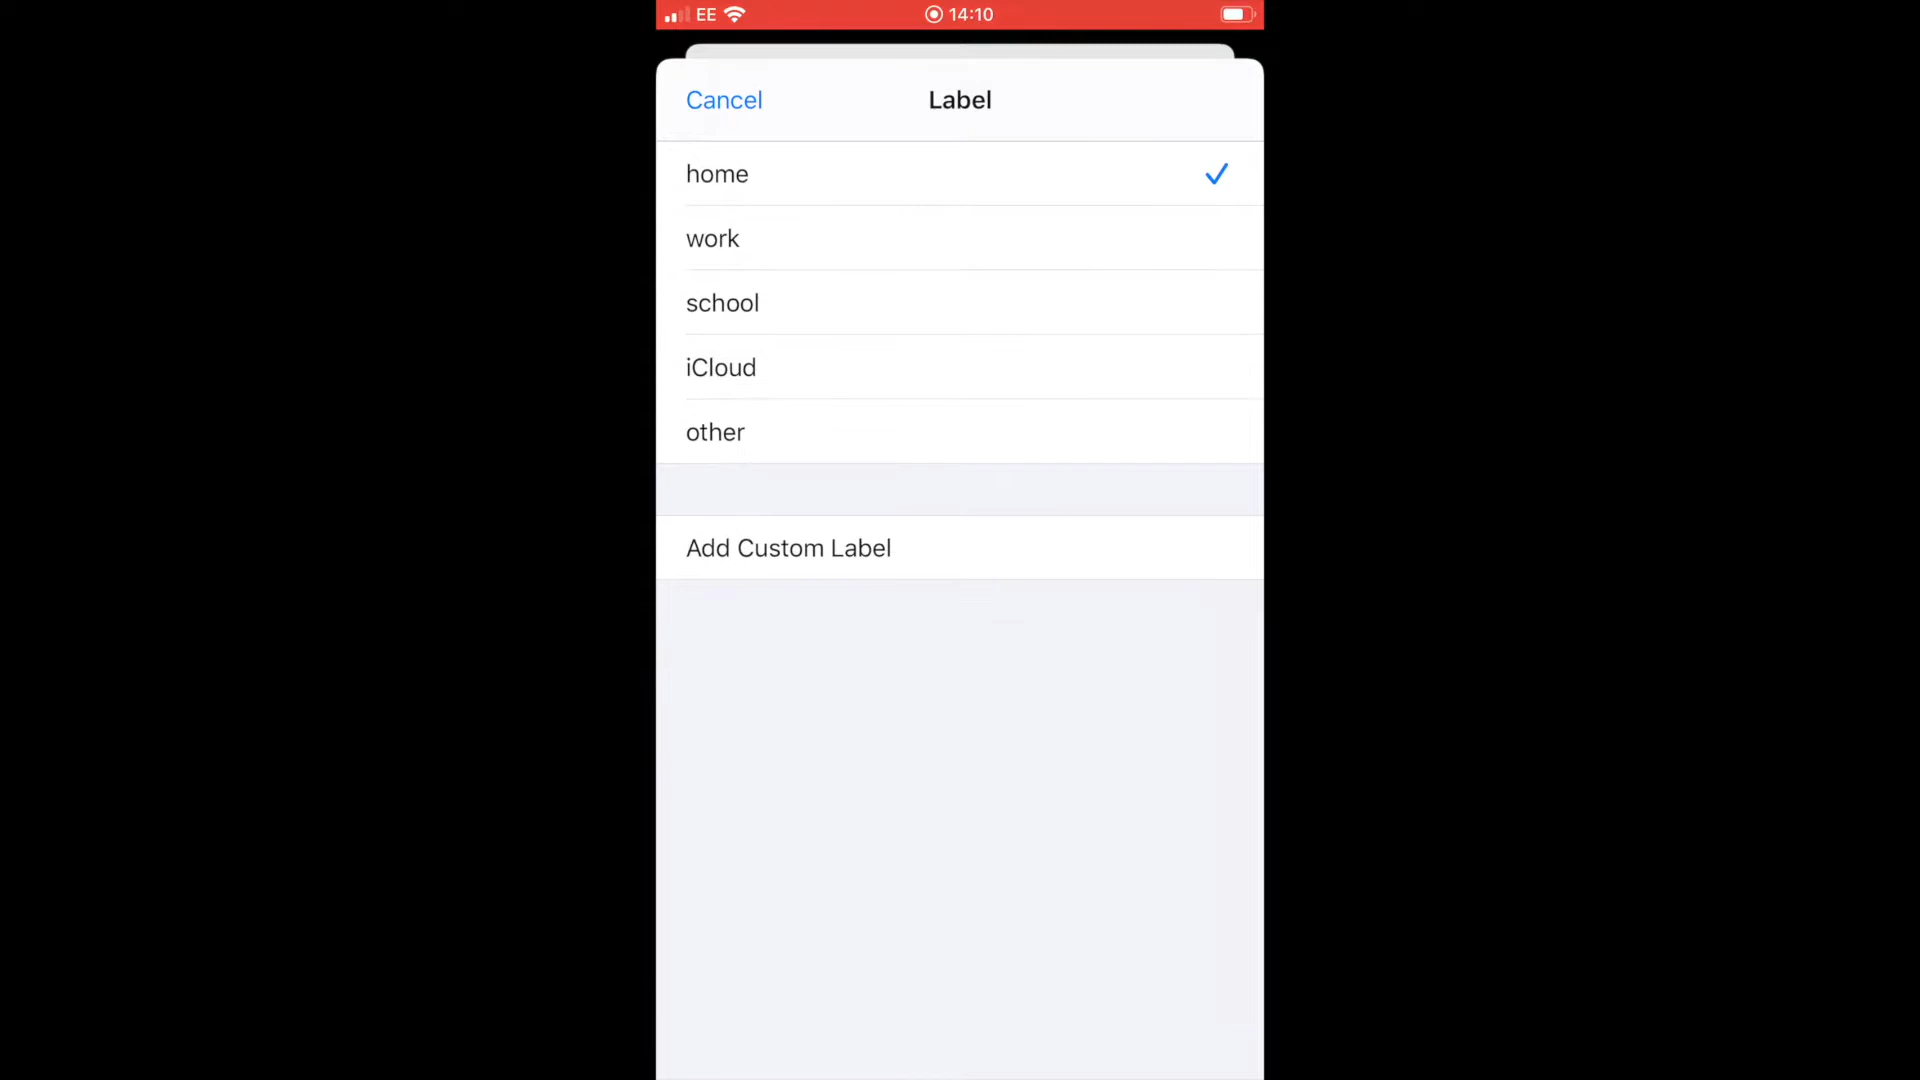 EE 14:10
Cancel Label
home
work
school
iCloud
other
Add Custom Label